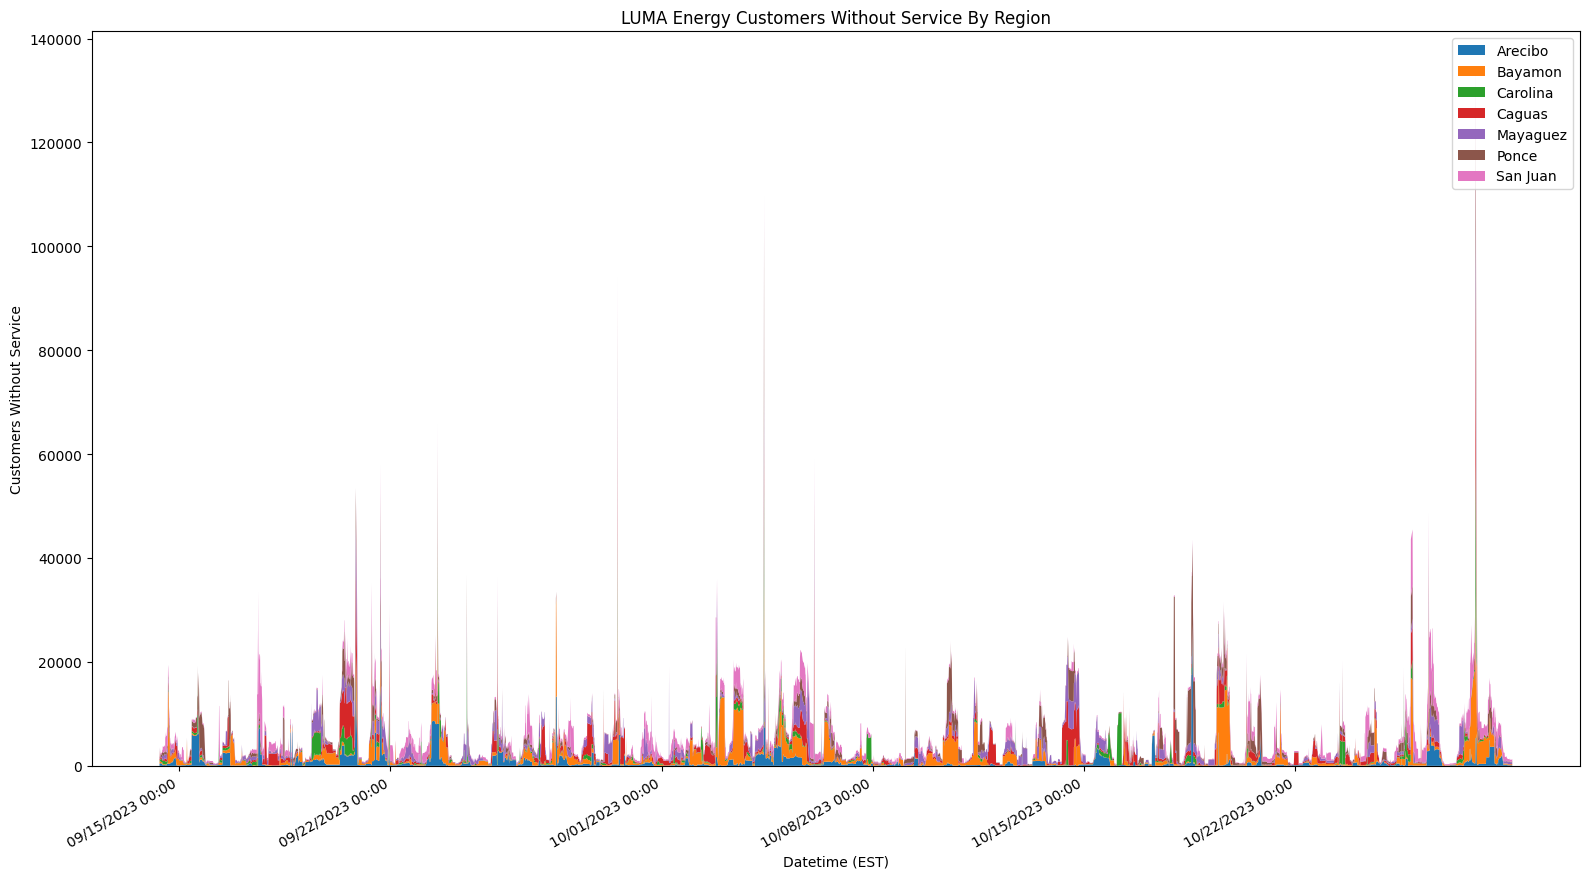 LUMA Energy Customers Without Service By Region
140000
120000
100000
80000
60000
40000
20000
0
Customers Without Service
Arecibo
Bayamon
Carolina
Caguas
Mayaguez
Ponce
San Juan
09/15/2023 00:00
09/22/2023 00:00
10/01/2023 00:00
10/08/2023 00:00
10/15/2023 00:00
10/22/2023 00:00
Datetime (EST)